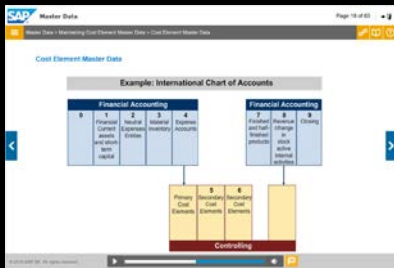 SAP Master Data
Page 18 of 63
Master Data > Maintaining Cost Element Master Data > Cost Element Master Data
Cost Element Master Data
Example: International Chart of Accounts
Financial Accounting
0
1
Financial
Current
assets and
short-
term
capital
2
Neutral
Expenses
Entities
3
Material
Inventory
4
Expense
Accounts
Financial Accounting
7
Finished
and half-
finished
products
8
Revenue
change
in
stock
active
internal
activities
9
Closing
Primary
Cost
Elements
5
Secondary
Cost
Elements
6
Secondary
Cost
Elements
Controlling